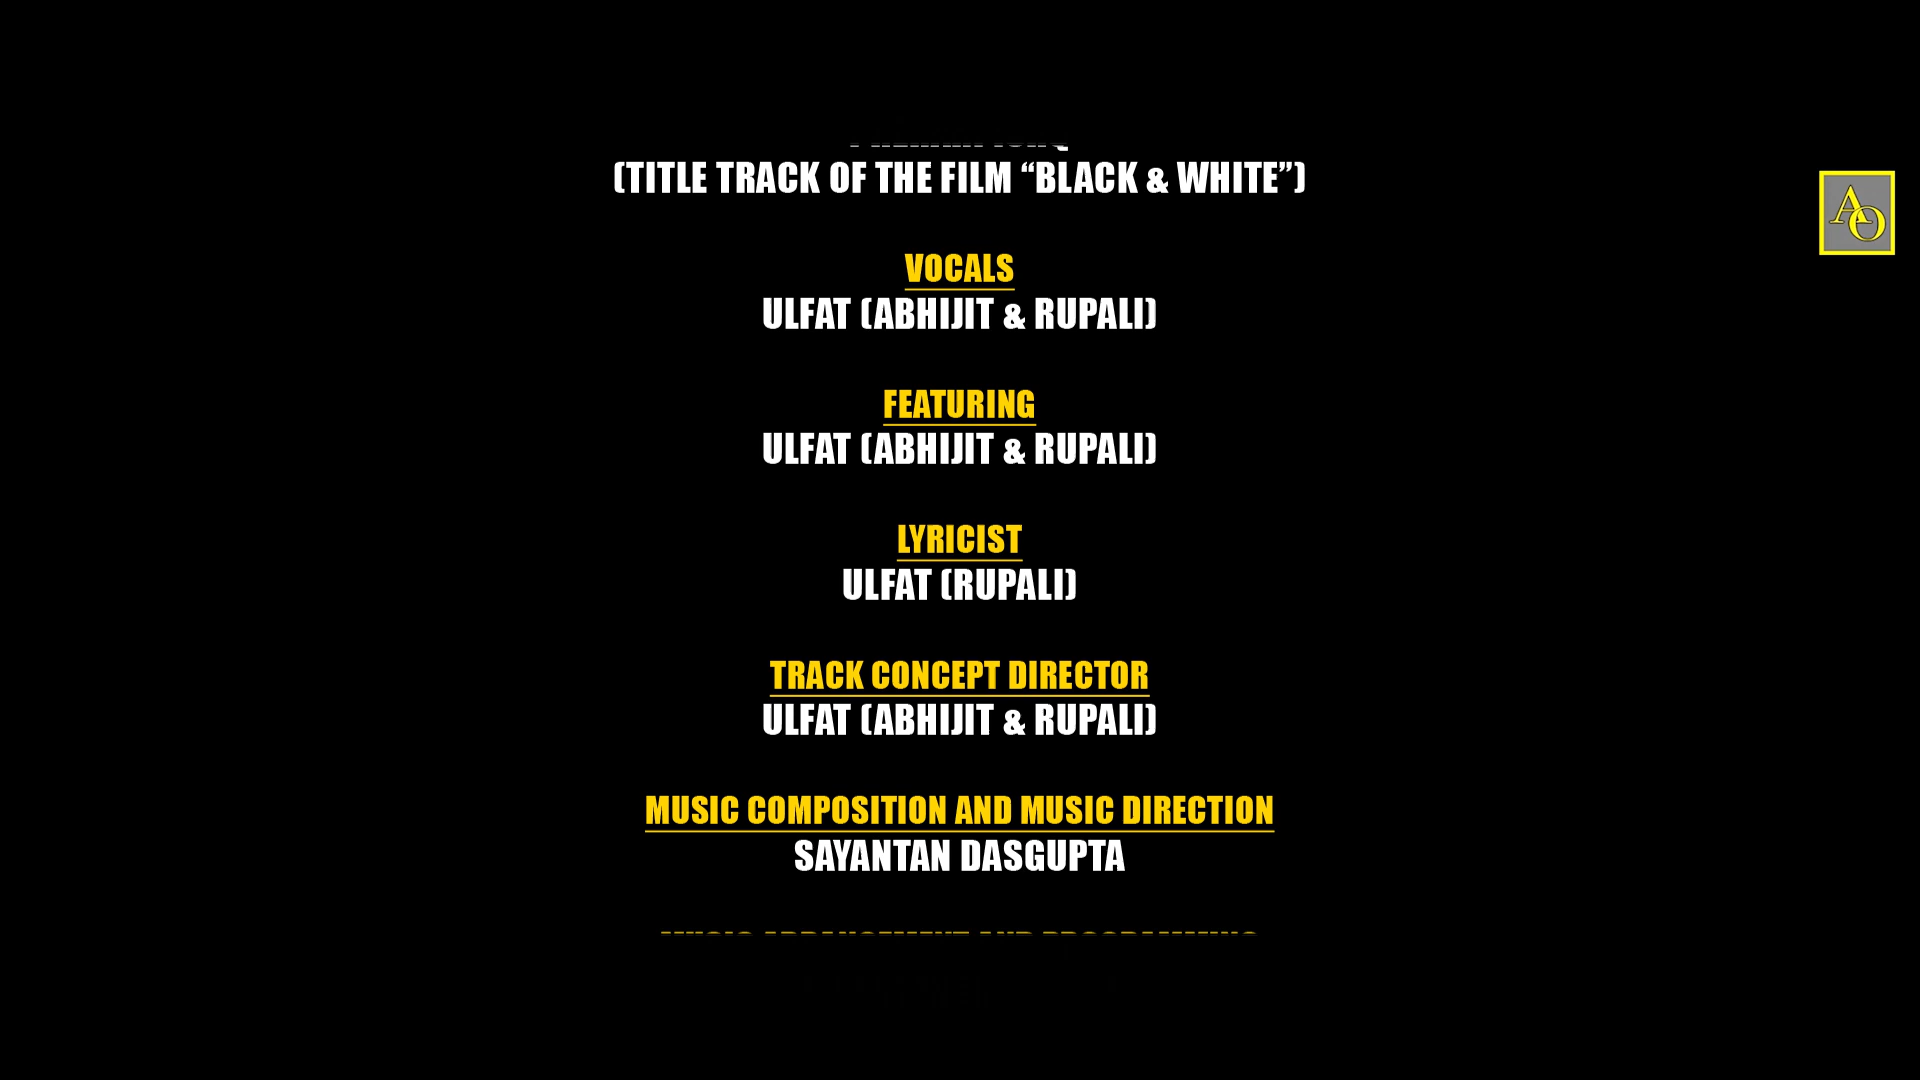 (TITLE TRACK OF THE FILM “BLACK & WHITE”)
AO
VOCALS
ULFAT (ABHIJIT & RUPALI)
FEATURING
ULFAT (ABHIJIT & RUPALI)
LYRICIST
ULFAT (RUPALI)
TRACK CONCEPT DIRECTOR
ULFAT (ABHIJIT & RUPALI)
MUSIC COMPOSITION AND MUSIC DIRECTION
SAYANTAN DASGUPTA